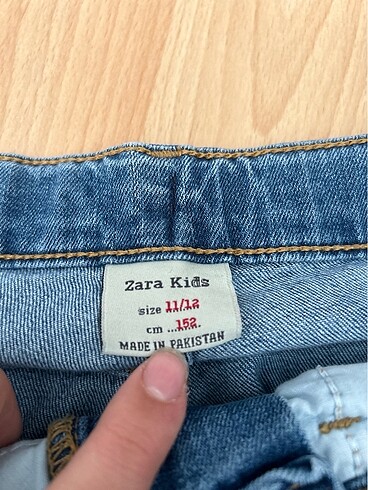 Zara Kids
size 11/12
cm ...152.
MADE IN PAKISTAN